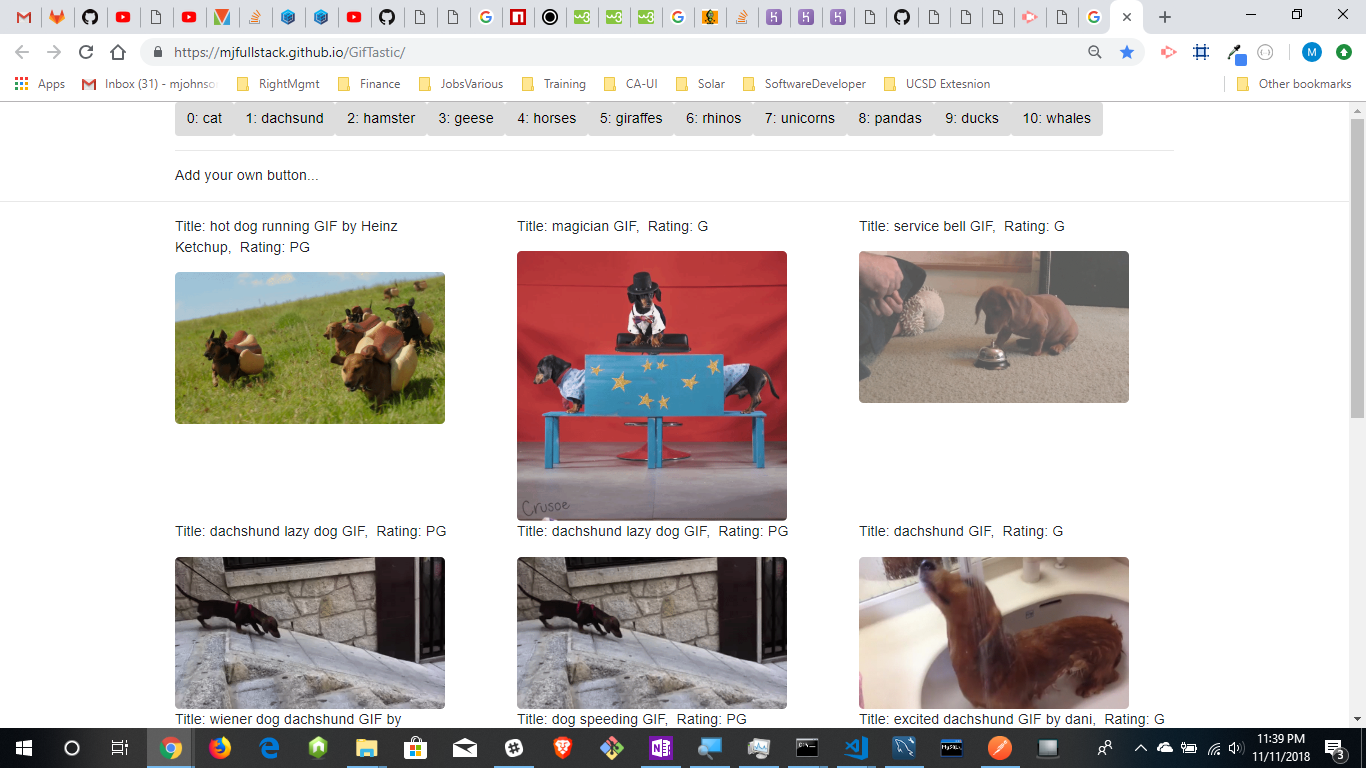 https://mjfullstack.github.io/GifTastic/
M
Apps
Inbox (31) - mjohnso
RightMgmt
Finance
JobsVarious
Training
CA-UI
Solar
SoftwareDeveloper
UCSD Extesnion
Other bookmarks
0: cat
1: dachsund
2: hamster
3: geese
4: horses
5: giraffes
6: rhinos
7: unicorns
8: pandas
9: ducks
10: whales
Add your own button...
Title: hot dog running GIF by Heinz
Ketchup, Rating: PG
Title: magician GIF, Rating: G
Title: service bell GIF, Rating: G
Crusoe
Title: dachshund lazy dog GIF, Rating: PG
Title: dachshund lazy dog GIF, Rating: PG
Title: dachshund GIF, Rating: G
Title: wiener dog dachshund GIF by
Title: dog speeding GIF, Rating: PG
Title: excited dachshund GIF by dani, Rating: G
11:39 PM
11/11/2018
3